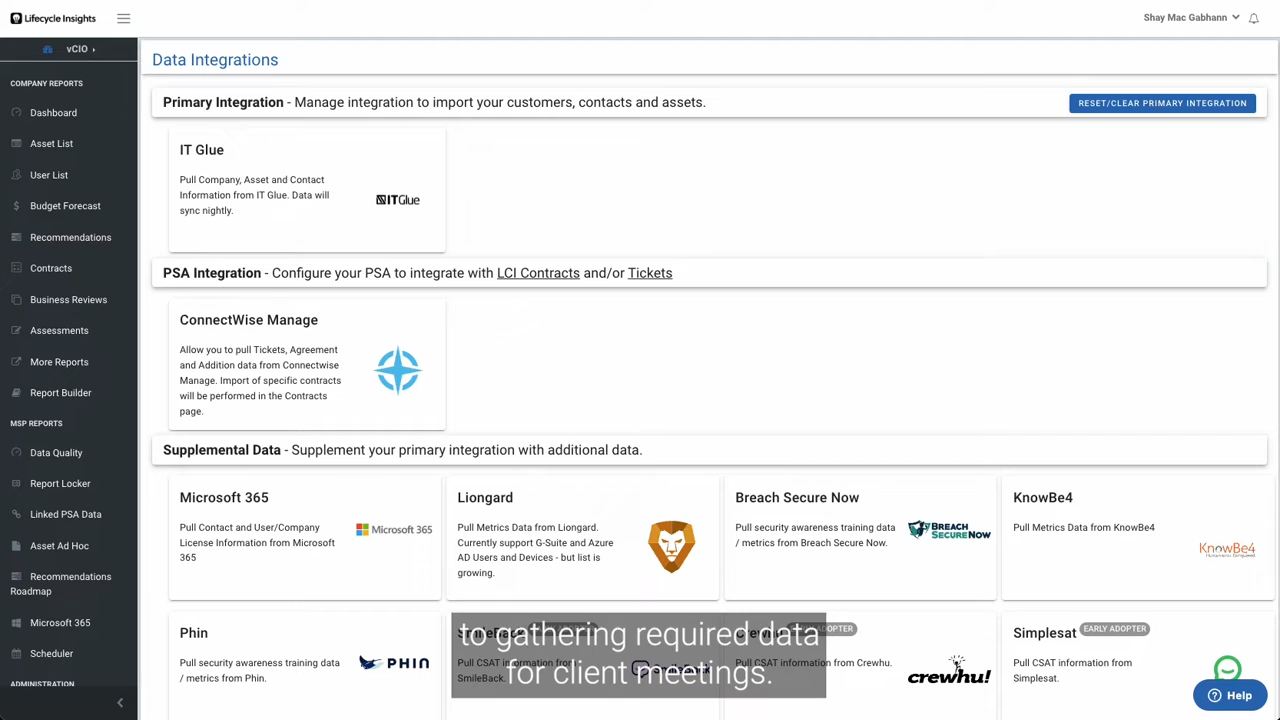 Lifecycle Insights
Shay Mac Gabhann
vCIO
COMPANY REPORTS
Dashboard
Asset List
User List
Budget Forecast
Recommendations
Contracts
Business Reviews
Assessments
More Reports
Report Builder
MSP REPORTS
Data Quality
Report Locker
Linked PSA Data
Asset Ad Hoc
Recommendations
Roadmap
Microsoft 365
Scheduler
ADMINISTRATION
Data Integrations
Primary Integration - Manage integration to import your customers, contacts and assets.
RESET/CLEAR PRIMARY INTEGRATION
IT Glue
Pull Company, Asset and Contact
Information from IT Glue. Data will
sync nightly.
ITGlue
PSA Integration - Configure your PSA to integrate with LCI Contracts and/or Tickets
ConnectWise Manage
Allow you to pull Tickets, Agreement
and Addition data from Connectwise
Manage. Import of specific contracts
will be performed in the Contracts
page.
Supplemental Data - Supplement your primary integration with additional data.
Microsoft 365
Pull Contact and User/Company
License Information from Microsoft
365
Microsoft 365
Liongard
Pull Metrics Data from Liongard.
Currently support G-Suite and Azure
AD Users and Devices - but list is
growing.
Breach Secure Now
Pull security awareness training data
/ metrics from Breach Secure Now.
BREACH
SECURE NOW
KnowBe4
Pull Metrics Data from KnowBe4
KnowBe4
Phin
Pull security awareness training data
/ metrics from Phin.
PHIN
SmileBack
Pull CSAT information from
SmileBack.
Crewhu
Pull CSAT information from Crewhu.
crewhu!
Simplesat
EARLY ADOPTER
Pull CSAT information from
Simplesat.
to gathering required data
for client meetings.
Help